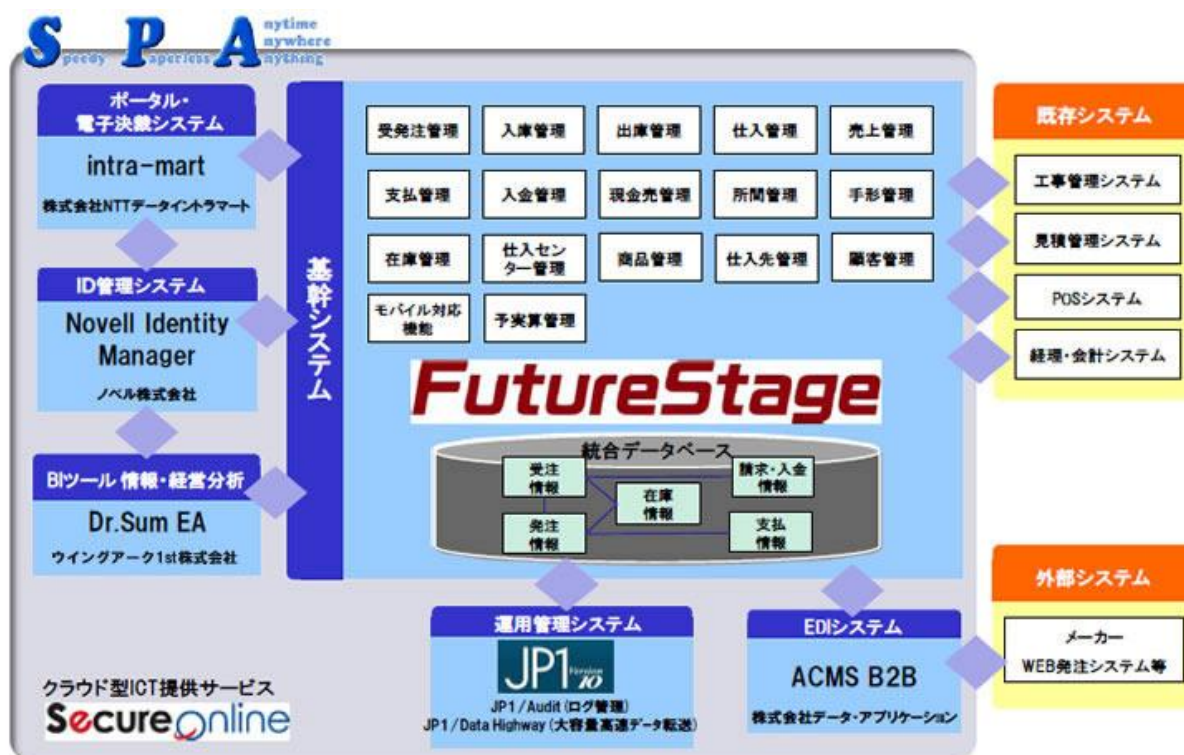 Speedy Paperless Anytime
Anywhere
Anything
ポータル・
電子決裁システム
intra-mart
株式会社NTTデータイントラマート
ID管理システム
Novell Identity
Manager
ノベル株式会社
BIツール 情報・経営分析
Dr.Sum EA
ウイングアーク1st株式会社
基幹システム
受発注管理
入庫管理
出庫管理
仕入管理
売上管理
支払管理
入金管理
現金売管理
所間管理
手形管理
在庫管理
仕入セン
ター管理
商品管理
仕入先管理
顧客管理
モバイル対応
機能
予実算管理
FutureStage
統合データベース
受注
情報
請求・入金
情報
在庫
情報
発注
情報
支払
情報
既存システム
工事管理システム
見積管理システム
POSシステム
経理・会計システム
外部システム
メーカー
WEB発注システム等
運用管理システム
JP1 Version 10
JP1/Audit(ログ管理)
JP1/Data Highway(大容量高速データ転送)
EDIシステム
ACMS B2B
株式会社データ・アプリケーション
クラウド型ICT提供サービス
Secureonline